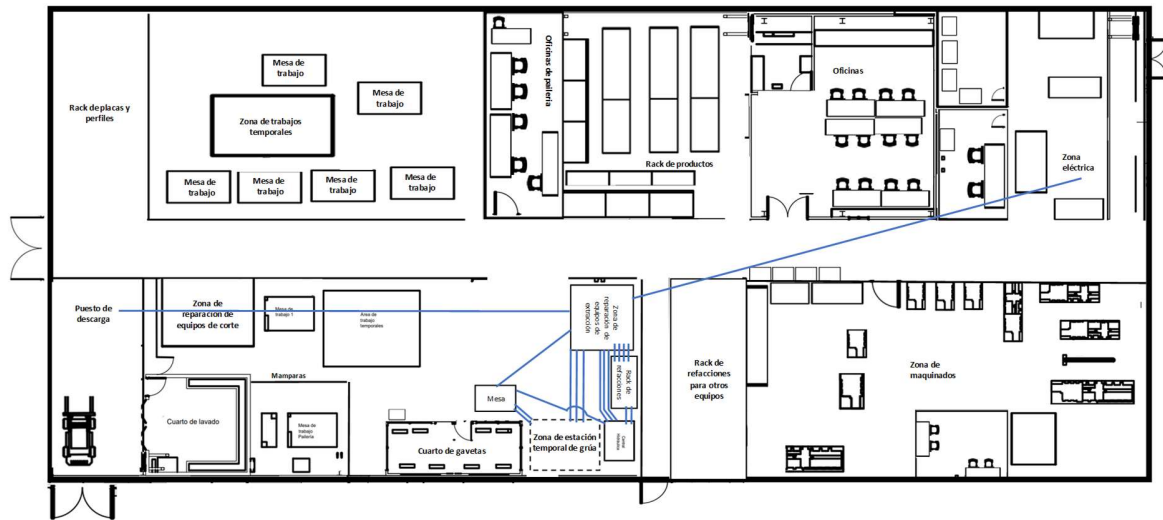 Mesa de
trabajo
Mesa de
trabajo
Rack de placas y
perfiles
Zona de trabajos
temporales
Mesa de
trabajo
Mesa de
trabajo
Mesa de
trabajo
Mesa de
trabajo
Oficinas de paileria
Rack de productos
Oficinas
Zona
eléctrica
Puesto de
descarga
Zona de
reparación de
equipos de corte
Mesa de
trabajo 1
Area de
trabajo
temporales
Zona de
reparación de
equipos de
extracción
Mamparas
Cuarto de lavado
Mesa de
trabajo
Paileria
Mesa
Rack de
refacciones
Cuarto de gavetas
Zona de estación
temporal de grúa
Rack de
refacciones
para otros
equipos
Zona de
maquinados